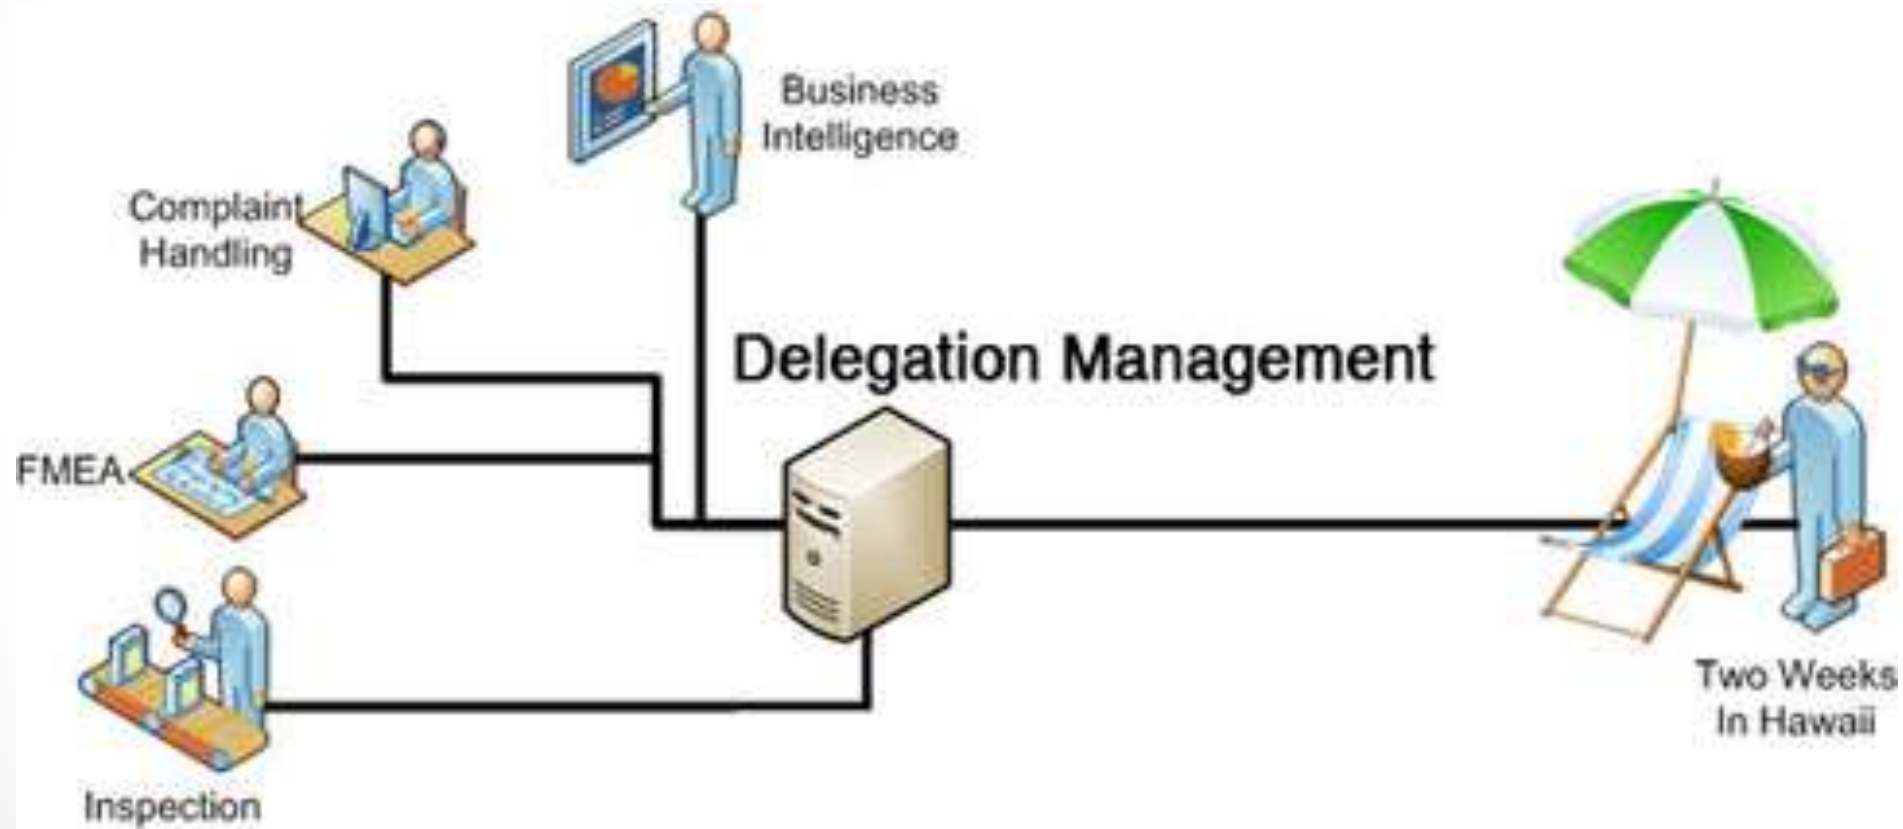 Business
Intelligence
Complaint
Handling
Delegation Management
FMEA
Two Weeks
In Hawaii
Inspection